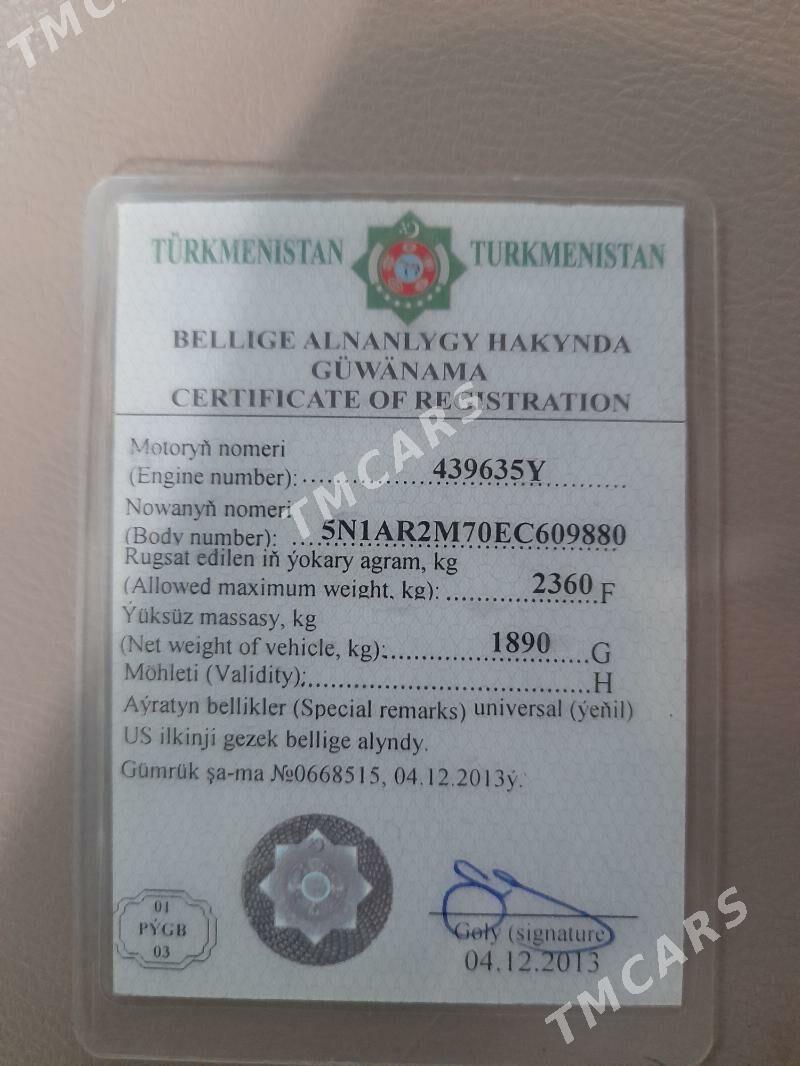 TMCARS
TÜRKMENISTAN TURKMENISTAN
BELLIGE ALNANLYGY HAKYNDA
GÜWÄNAMA
CERTIFICATE OF REGISTRATION
Motoryň nomeri
(Engine number): 439635Y
TMCARS
Nowanyň nomeri
(Body number): 5N1AR2M70EC609880
Rugsat edilen iň ýokary agram, kg
(Allowed maximum weight, kg): 2360 F
Ýüksüz massasy, kg
(Net weight of vehicle, kg): 1890 G
Möhleti (Validity): H
Aýratyn bellikler (Special remarks) universal (ýeňil)
US ilkinji gezek bellige alyndy.
Gümrük şa-ma №0668515, 04.12.2013ý.
01
PÝGB
03
Goly (signature)
04.12.2013
TMCARS